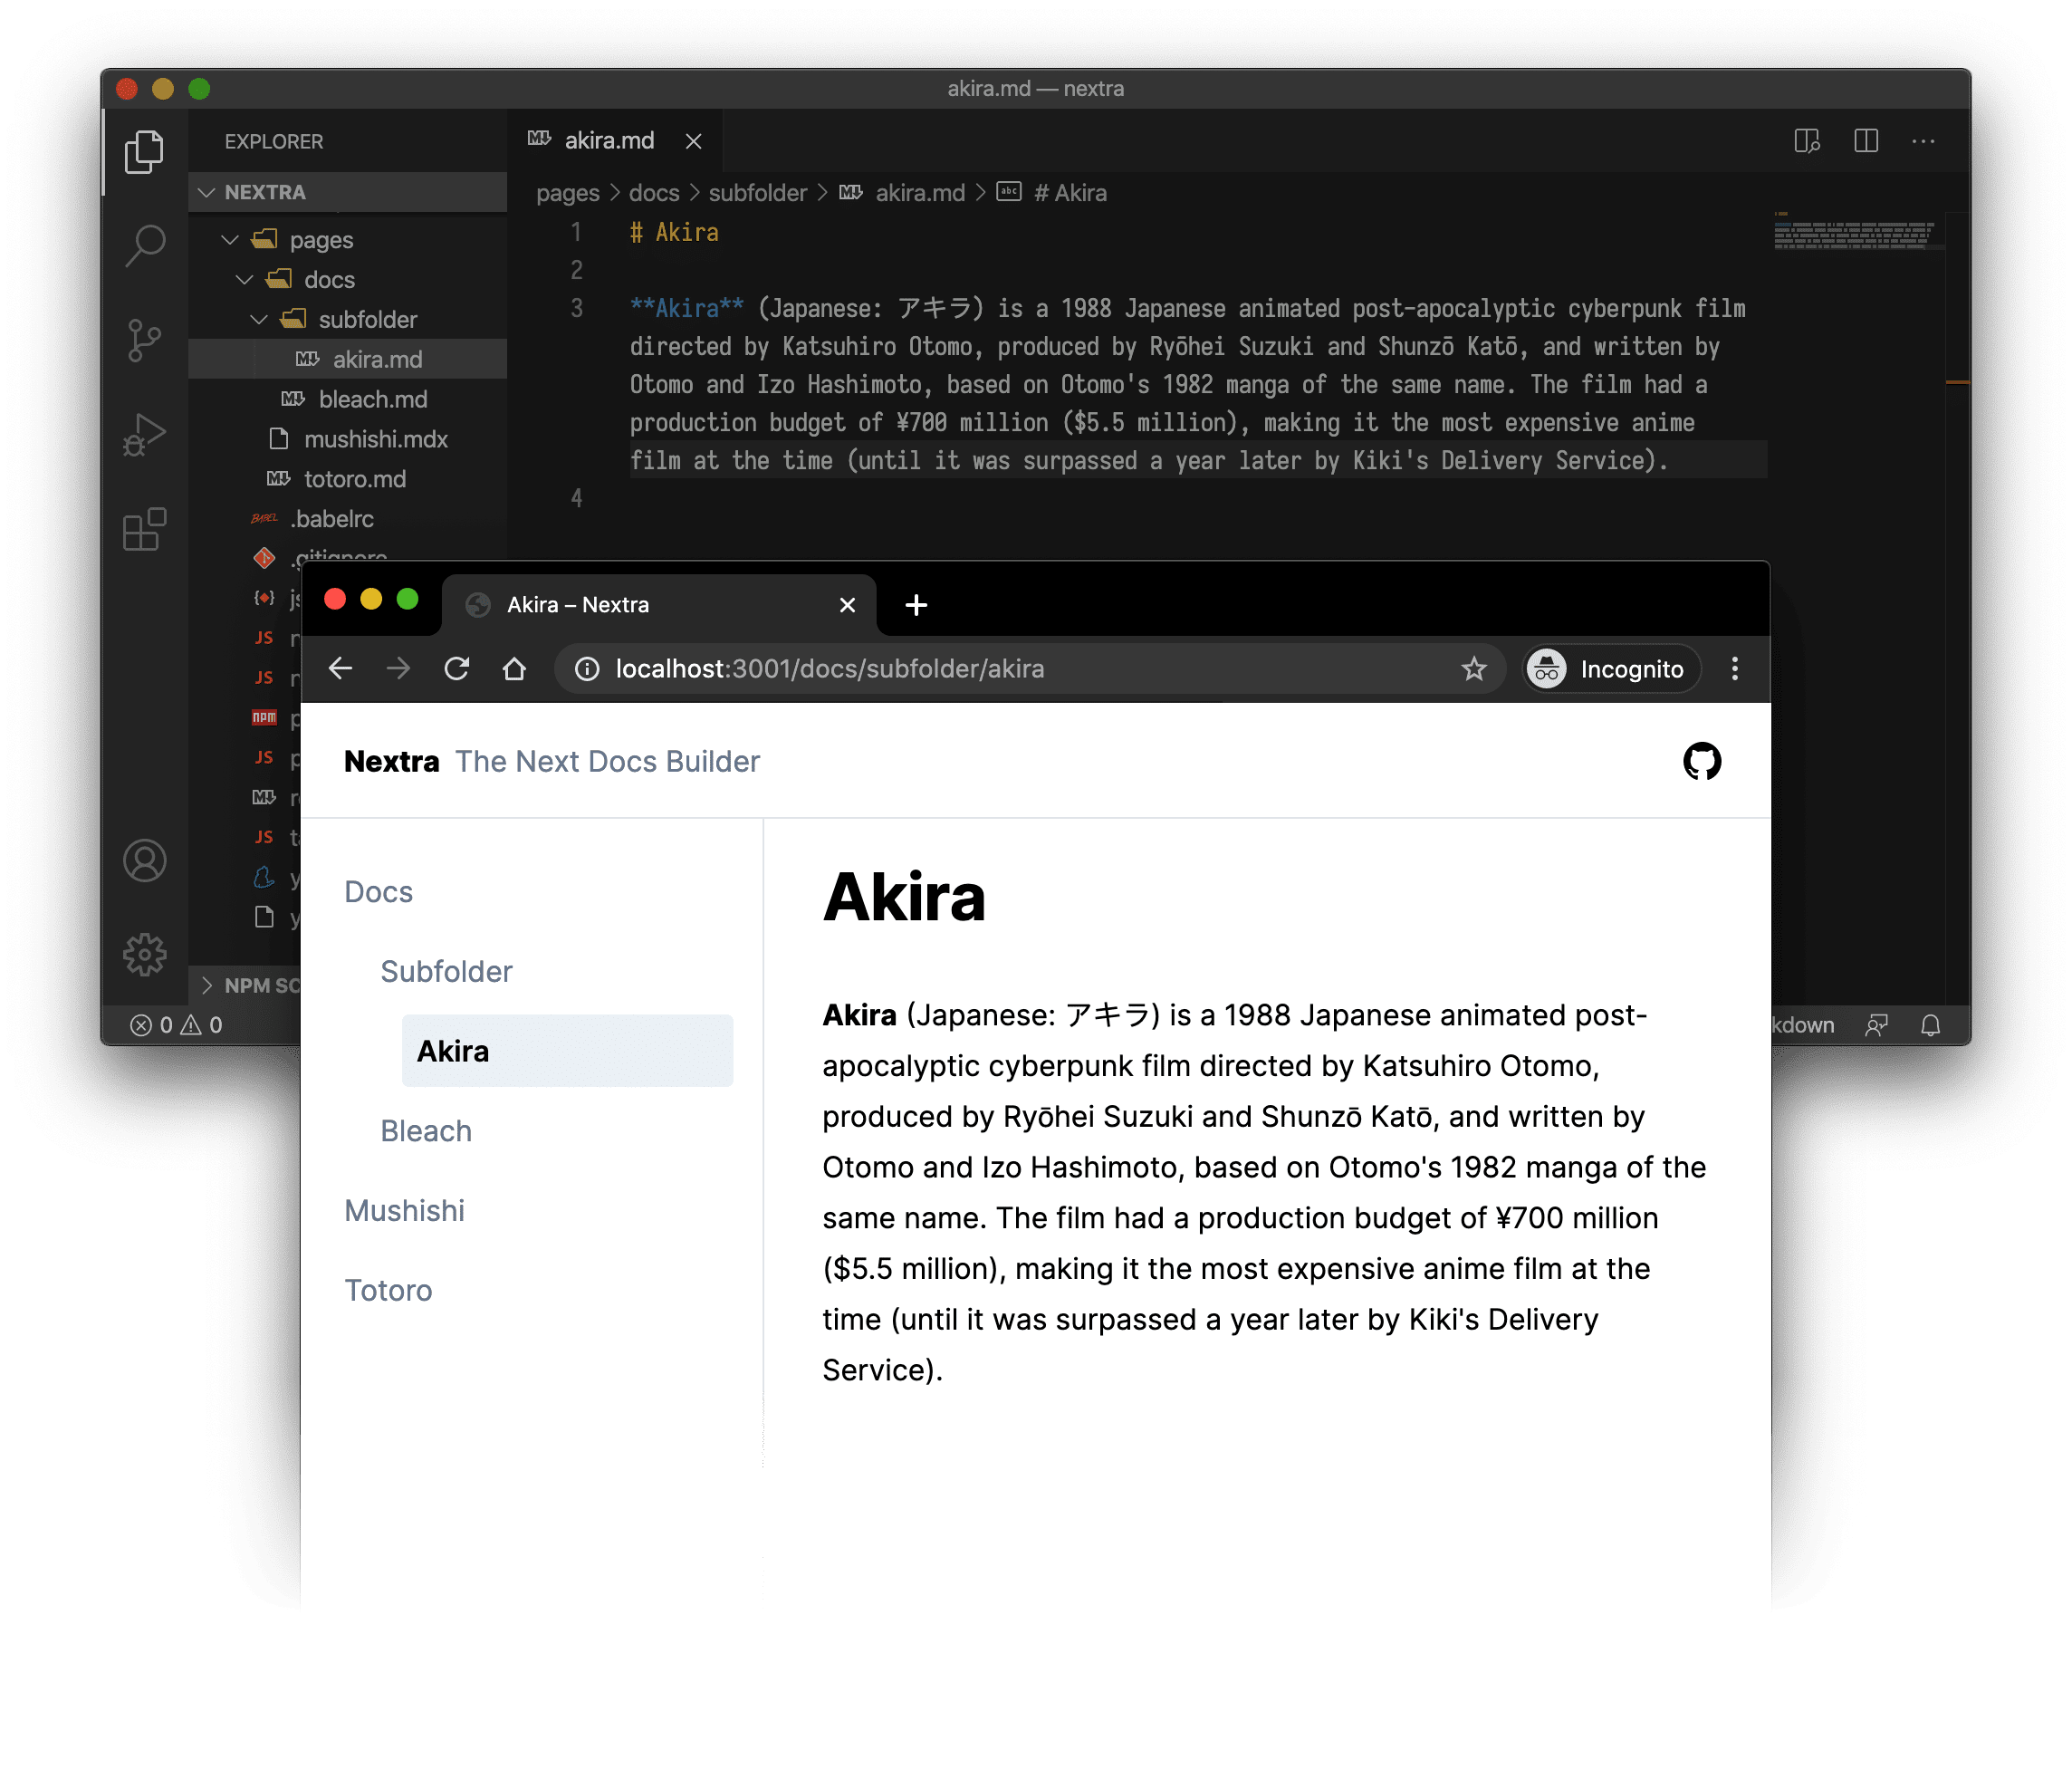 akira.md — nextra
EXPLORER
akira.md
NEXTRA
pages > docs > subfolder > akira.md > # Akira
pages
docs
subfolder
akira.md
bleach.md
mushishi.mdx
totoro.md
.babelrc
.gitignore
1 # Akira
2
3 **Akira** (Japanese: アキラ) is a 1988 Japanese animated post-apocalyptic cyberpunk film
directed by Katsuhiro Otomo, produced by Ryōhei Suzuki and Shunzō Katō, and written by
Otomo and Izo Hashimoto, based on Otomo's 1982 manga of the same name. The film had a
production budget of ¥700 million ($5.5 million), making it the most expensive anime
film at the time (until it was surpassed a year later by Kiki's Delivery Service).
4
NPM SC
0 0
kdown
Akira – Nextra
localhost:3001/docs/subfolder/akira
Incognito
Nextra The Next Docs Builder
Docs
Subfolder
Akira
Bleach
Mushishi
Totoro
Akira
Akira (Japanese: アキラ) is a 1988 Japanese animated post-
apocalyptic cyberpunk film directed by Katsuhiro Otomo,
produced by Ryōhei Suzuki and Shunzō Katō, and written by
Otomo and Izo Hashimoto, based on Otomo's 1982 manga of the
same name. The film had a production budget of ¥700 million
($5.5 million), making it the most expensive anime film at the
time (until it was surpassed a year later by Kiki's Delivery
Service).